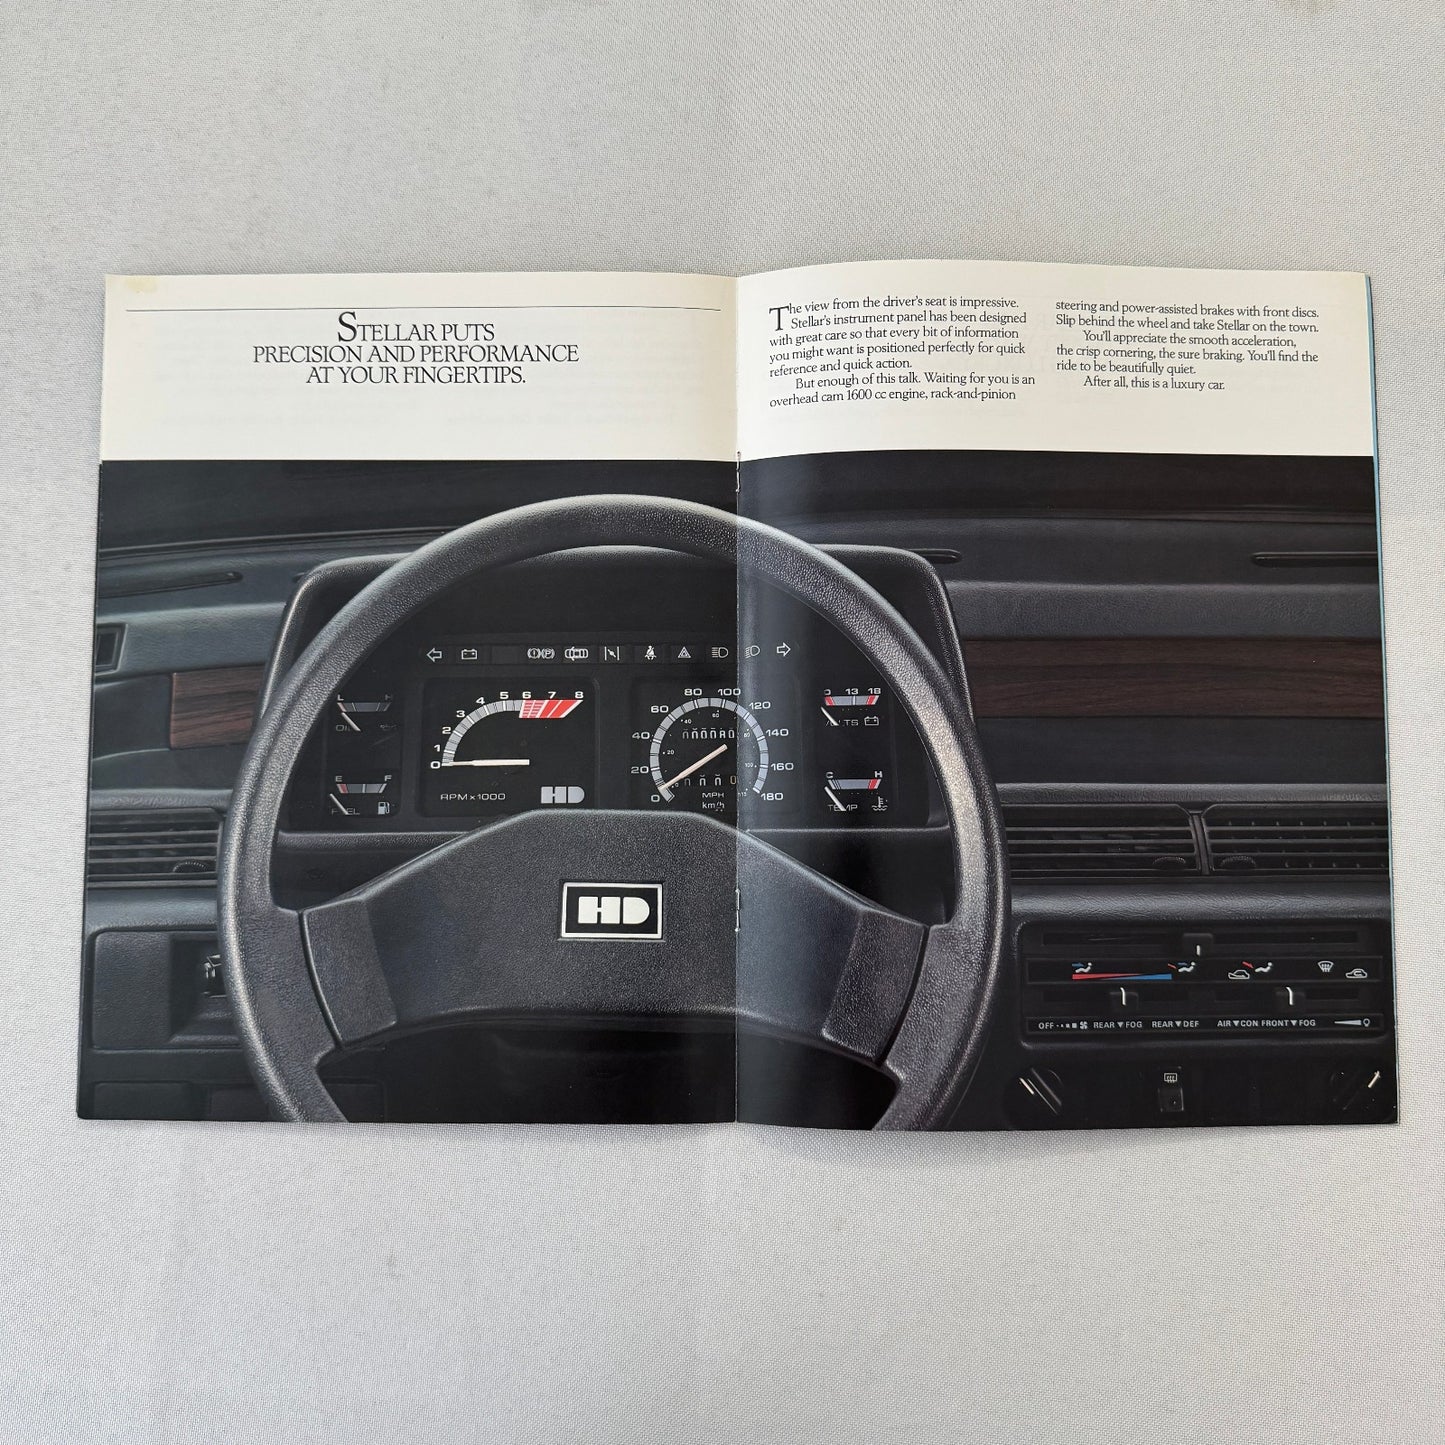 STELLAR PUTS
PRECISION AND PERFORMANCE
AT YOUR FINGERTIPS.
The view from the driver's seat is impressive.
Stellar's instrument panel has been designed
with great care so that every bit of information
you might want is positioned perfectly for quick
reference and quick action.
But enough of this talk. Waiting for you is an
overhead cam 1600 cc engine, rack-and-pinion
steering and power-assisted brakes with front discs.
Slip behind the wheel and take Stellar on the town.
You'll appreciate the smooth acceleration,
the crisp cornering, the sure braking. You'll find the
ride to be beautifully quiet.
After all, this is a luxury car.
L H
OIL
E F
FUEL
0 1 2 3 4 5 6 7 8
RPM x 1000
HD
0 20 40 60 80 100 120 140 160 180
MPH
km/h
13 18
VOLTS
C H
TEMP
HD
OFF REAR FOG REAR DEF AIR CON FRONT FOG